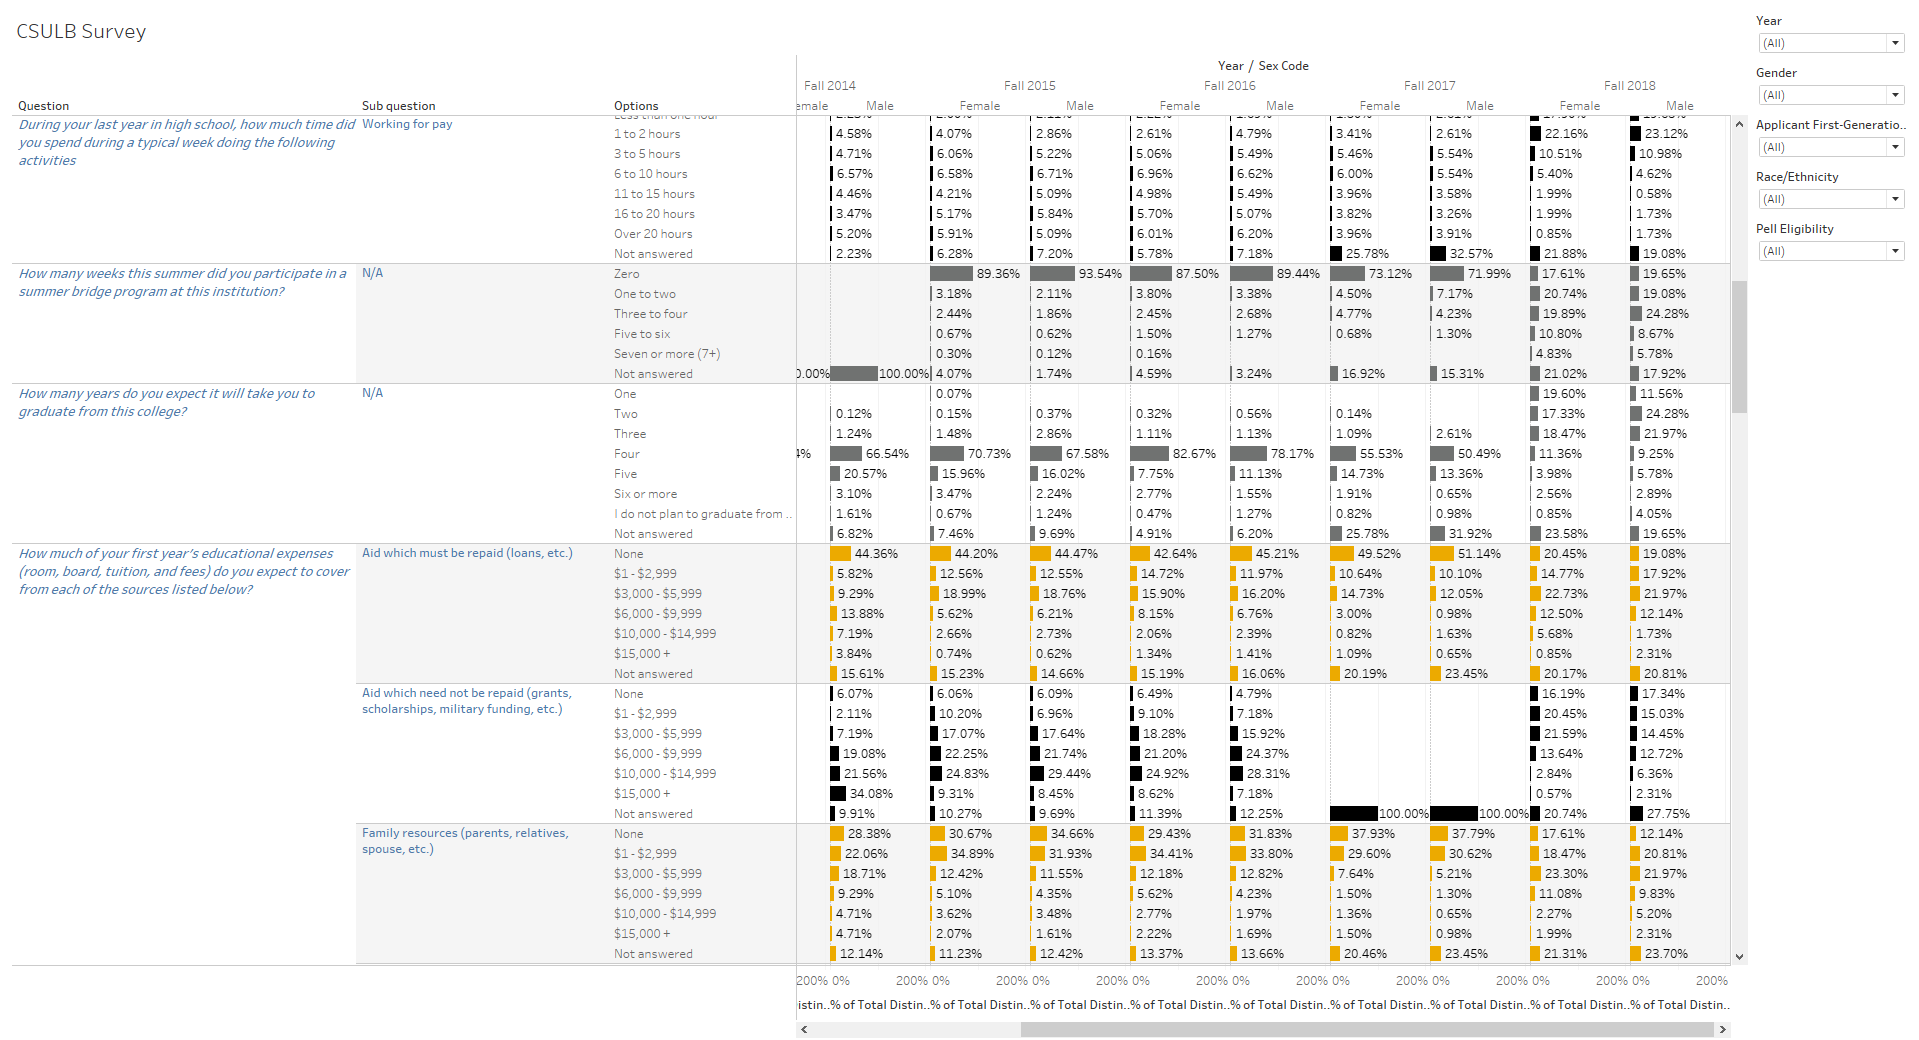 CSULB Survey
Year / Sex Code
Fall 2014 Fall 2015 Fall 2016 Fall 2017 Fall 2018
Question Sub question Options emale Male Female Male Female Male Female Male Female Male
During your last year in high school, how much time did you spend during a typical week doing the following activities
Working for pay
1 to 2 hours 4.58% 4.07% 2.86% 2.61% 4.79% 3.41% 2.61% 22.16% 23.12%
3 to 5 hours 4.71% 6.06% 5.22% 5.06% 5.49% 5.46% 5.54% 10.51% 10.98%
6 to 10 hours 6.57% 6.58% 6.71% 6.96% 6.62% 6.00% 5.54% 5.40% 4.62%
11 to 15 hours 4.46% 4.21% 5.09% 4.98% 5.49% 3.96% 3.58% 1.99% 0.58%
16 to 20 hours 3.47% 5.17% 5.84% 5.70% 5.07% 3.82% 3.26% 1.99% 1.73%
Over 20 hours 5.20% 5.91% 5.09% 6.01% 6.20% 3.96% 3.91% 0.85% 1.73%
Not answered 2.23% 6.28% 7.20% 5.78% 7.18% 25.78% 32.57% 21.88% 19.08%
How many weeks this summer did you participate in a summer bridge program at this institution?
N/A
Zero 89.36% 93.54% 87.50% 89.44% 73.12% 71.99% 17.61% 19.65%
One to two 3.18% 2.11% 3.80% 3.38% 4.50% 7.17% 20.74% 19.08%
Three to four 2.44% 1.86% 2.45% 2.68% 4.77% 4.23% 19.89% 24.28%
Five to six 0.67% 0.62% 1.50% 1.27% 0.68% 1.30% 10.80% 8.67%
Seven or more (7+) 0.30% 0.12% 0.16% 4.83% 5.78%
Not answered 0.00% 100.00% 4.07% 1.74% 4.59% 3.24% 16.92% 15.31% 21.02% 17.92%
How many years do you expect it will take you to graduate from this college?
N/A
One 0.07% 19.60% 11.56%
Two 0.12% 0.15% 0.37% 0.32% 0.56% 0.14% 17.33% 24.28%
Three 1.24% 1.48% 2.86% 1.11% 1.13% 1.09% 2.61% 18.47% 21.97%
Four % 66.54% 70.73% 67.58% 82.67% 78.17% 55.53% 50.49% 11.36% 9.25%
Five 20.57% 15.96% 16.02% 7.75% 11.13% 14.73% 13.36% 3.98% 5.78%
Six or more 3.10% 3.47% 2.24% 2.77% 1.55% 1.91% 0.65% 2.56% 2.89%
I do not plan to graduate from .. 1.61% 0.67% 1.24% 0.47% 1.27% 0.82% 0.98% 0.85% 4.05%
Not answered 6.82% 7.46% 9.69% 4.91% 6.20% 25.78% 31.92% 23.58% 19.65%
How much of your first year's educational expenses (room, board, tuition, and fees) do you expect to cover from each of the sources listed below?
Aid which must be repaid (loans, etc.)
None 44.36% 44.20% 44.47% 42.64% 45.21% 49.52% 51.14% 20.45% 19.08%
$1 - $2,999 5.82% 12.56% 12.55% 14.72% 11.97% 10.64% 10.10% 14.77% 17.92%
$3,000 - $5,999 9.29% 18.99% 18.76% 15.90% 16.20% 14.73% 12.05% 22.73% 21.97%
$6,000 - $9,999 13.88% 5.62% 6.21% 8.15% 6.76% 3.00% 0.98% 12.50% 12.14%
$10,000 - $14,999 7.19% 2.66% 2.73% 2.06% 2.39% 0.82% 1.63% 5.68% 1.73%
$15,000 + 3.84% 0.74% 0.62% 1.34% 1.41% 1.09% 0.65% 0.85% 2.31%
Not answered 15.61% 15.23% 14.66% 15.19% 16.06% 20.19% 23.45% 20.17% 20.81%
Aid which need not be repaid (grants, scholarships, military funding, etc.)
None 6.07% 6.06% 6.09% 6.49% 4.79% 16.19% 17.34%
$1 - $2,999 2.11% 10.20% 6.96% 9.10% 7.18% 20.45% 15.03%
$3,000 - $5,999 7.19% 17.07% 17.64% 18.28% 15.92% 21.59% 14.45%
$6,000 - $9,999 19.08% 22.25% 21.74% 21.20% 24.37% 13.64% 12.72%
$10,000 - $14,999 21.56% 24.83% 29.44% 24.92% 28.31% 2.84% 6.36%
$15,000 + 34.08% 9.31% 8.45% 8.62% 7.18% 0.57% 2.31%
Not answered 9.91% 10.27% 9.69% 11.39% 12.25% 100.00% 100.00% 20.74% 27.75%
Family resources (parents, relatives, spouse, etc.)
None 28.38% 30.67% 34.66% 29.43% 31.83% 37.93% 37.79% 17.61% 12.14%
$1 - $2,999 22.06% 34.89% 31.93% 34.41% 33.80% 29.60% 30.62% 18.47% 20.81%
$3,000 - $5,999 18.71% 12.42% 11.55% 12.18% 12.82% 7.64% 5.21% 23.30% 21.97%
$6,000 - $9,999 9.29% 5.10% 4.35% 5.62% 4.23% 1.50% 1.30% 11.08% 9.83%
$10,000 - $14,999 4.71% 3.62% 3.48% 2.77% 1.97% 1.36% 0.65% 2.27% 5.20%
$15,000 + 4.71% 2.07% 1.61% 2.22% 1.69% 1.50% 0.98% 1.99% 2.31%
Not answered 12.14% 11.23% 12.42% 13.37% 13.66% 20.46% 23.45% 21.31% 23.70%
200% 0% 200% 0% 200% 0% 200% 0% 200% 0% 200% 0% 200% 0% 200% 0% 200% 0% 200%
istin.. % of Total Distin.. % of Total Distin.. % of Total Distin.. % of Total Distin.. % of Total Distin.. % of Total Distin.. % of Total Distin.. % of Total Distin.. % of Total Distin..
Year
(All)
Gender
(All)
Applicant First-Generatio..
(All)
Race/Ethnicity
(All)
Pell Eligibility
(All)